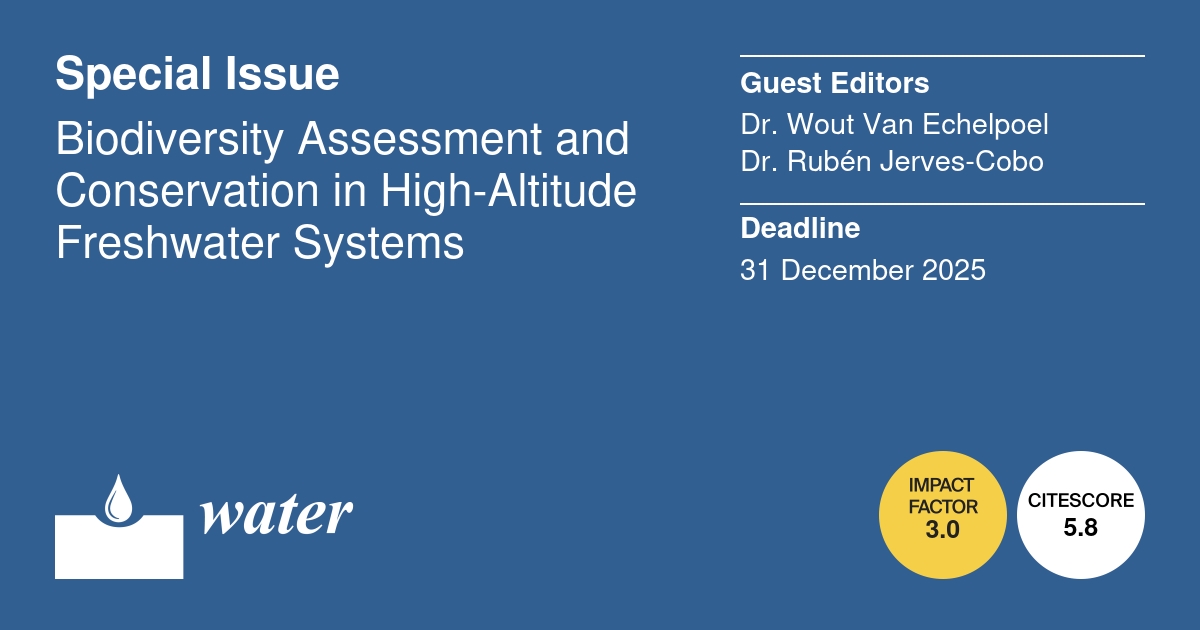 Special Issue
Biodiversity Assessment and
Conservation in High-Altitude
Freshwater Systems
Guest Editors
Dr. Wout Van Echelpoel
Dr. Rubén Jerves-Cobo
Deadline
31 December 2025
water
IMPACT
FACTOR
3.0
CITESCORE
5.8